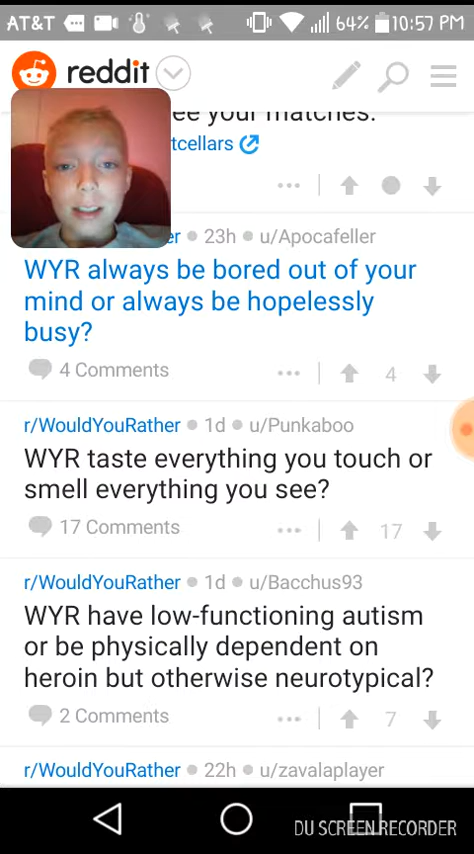 AT&T 64% 10:57 PM
reddit
ee your matches.
tcellars
er 23h u/Apocafeller
WYR always be bored out of your
mind or always be hopelessly
busy?
4 Comments 4
r/WouldYouRather 1d u/Punkaboo
WYR taste everything you touch or
smell everything you see?
17 Comments 17
r/WouldYouRather 1d u/Bacchus93
WYR have low-functioning autism
or be physically dependent on
heroin but otherwise neurotypical?
2 Comments 7
r/WouldYouRather 22h u/zavalaplayer
DU SCREEN RECORDER